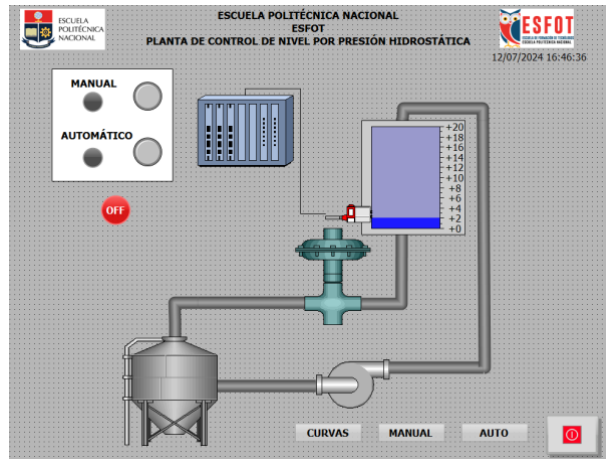 ESCUELA
POLITÉCNICA
NACIONAL
ESCUELA POLITÉCNICA NACIONAL
ESFOT
PLANTA DE CONTROL DE NIVEL POR PRESIÓN HIDROSTÁTICA
ESFOT
12/07/2024 16:46:36
MANUAL
AUTOMÁTICO
OFF
+20
+18
+16
+14
+12
+10
+8
+6
+4
+2
+0
CURVAS
MANUAL
AUTO